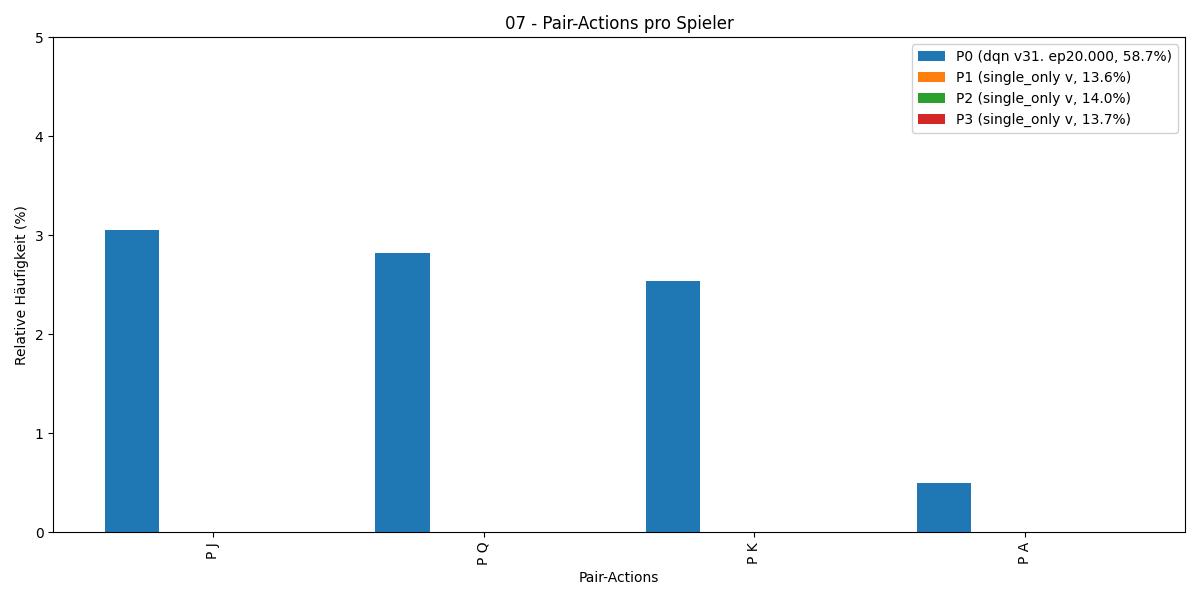 07 - Pair-Actions pro Spieler
P0 (dqn v31. ep20.000, 58.7%)
P1 (single_only v, 13.6%)
P2 (single_only v, 14.0%)
P3 (single_only v, 13.7%)
Relative Häufigkeit (%)
5
4
3
2
1
0
P J
P Q
P K
P A
Pair-Actions